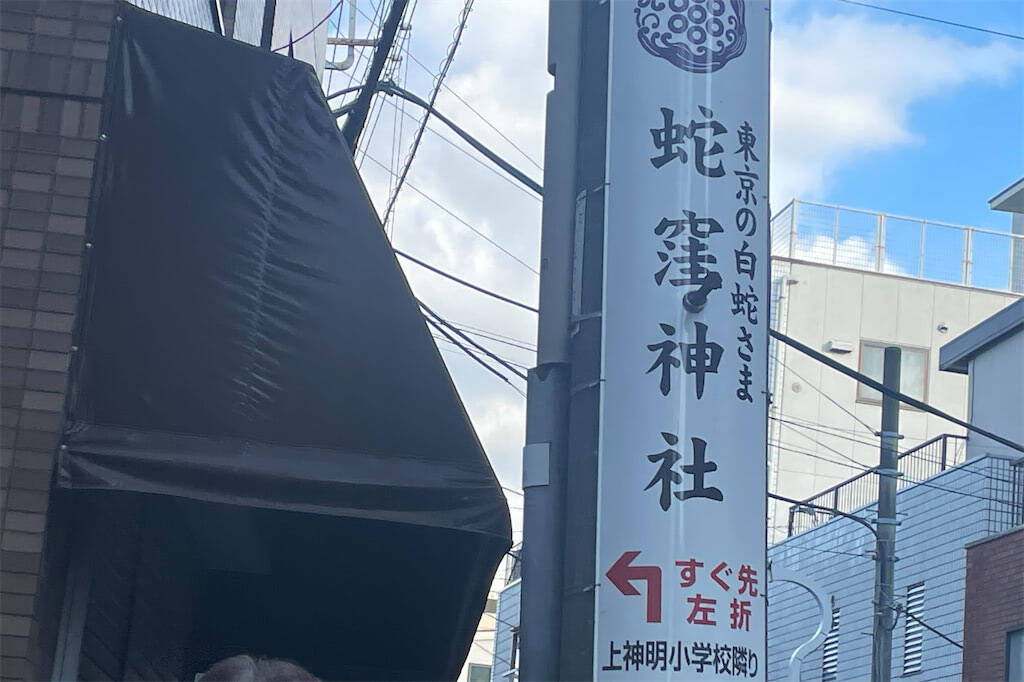 東京の白蛇さま
蛇窪神社
すぐ先
左折
上神明小学校隣り